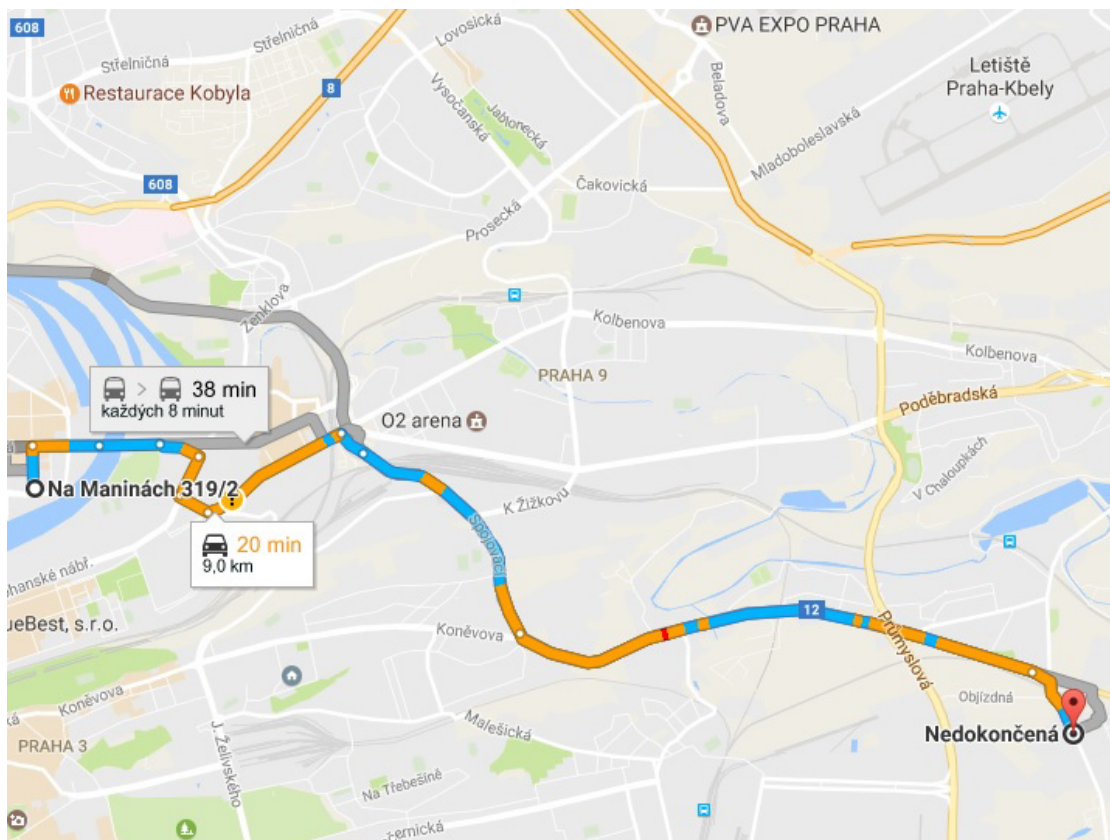 608
Střelničná
Lovosická
PVA EXPO PRAHA
Střelničná
8
Restaurace Kobyla
Vysočanská
Jablonecká
Beladova
Letiště
Praha-Kbely
Mladoboleslavská
608
Čakovická
Prosecká
Zenklova
Kolbenova
Kolbenova
PRAHA 9
> 38 min
každých 8 minut
Poděbradská
O2 arena
V Chaloupkách
Na Maninách 319/2
K Žižkovu
Spojovací
20 min
9,0 km
ohanské nábř.
ueBest, s.r.o.
12
Koněvova
Průmyslová
Objízdná
Koněvova
Malešická
Nedokončená
PRAHA 3
J. Želivského
Na Třebešíně
ernická